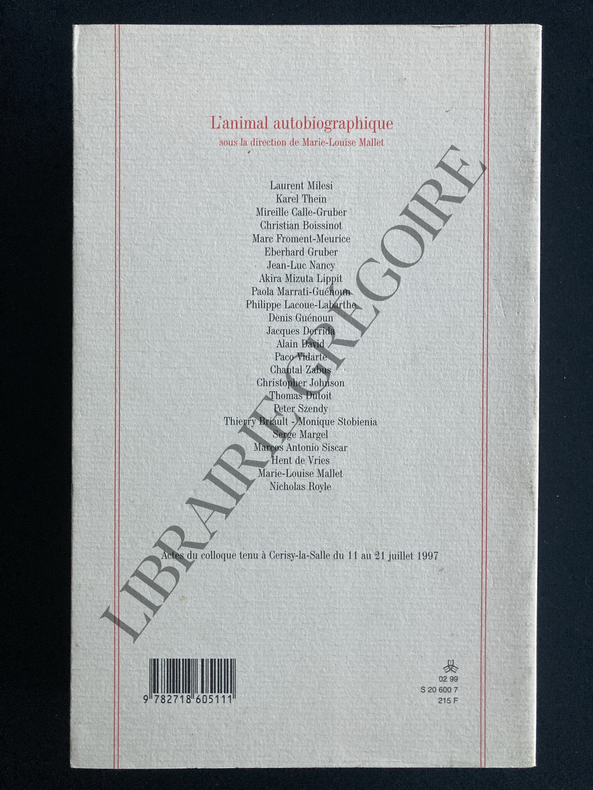 L'animal autobiographique
sous la direction de Marie-Louise Mallet
Laurent Milesi
Karel Thein
Mireille Calle-Gruber
Christian Boissinot
Marc Froment-Meurice
Eberhard Gruber
Jean-Luc Nancy
Akira Mizuta Lippit
Paola Marrati-Guénoun
Philippe Lacoue-Labarthe
Denis Guénoun
Jacques Derrida
Alain David
Paco Vidarte
Chantal Zabus
Christopher Johnson
Thomas Dutoit
Peter Szendy
Thierry Briault - Monique Stobienia
Serge Margel
Marcos Antonio Siscar
Hent de Vries
Marie-Louise Mallet
Nicholas Royle
Actes du colloque tenu à Cerisy-la-Salle du 11 au 21 juillet 1997
LIBRAIRIE GRÉGOIRE
9 782718 605111
02 99
S 20 600 7
215 F